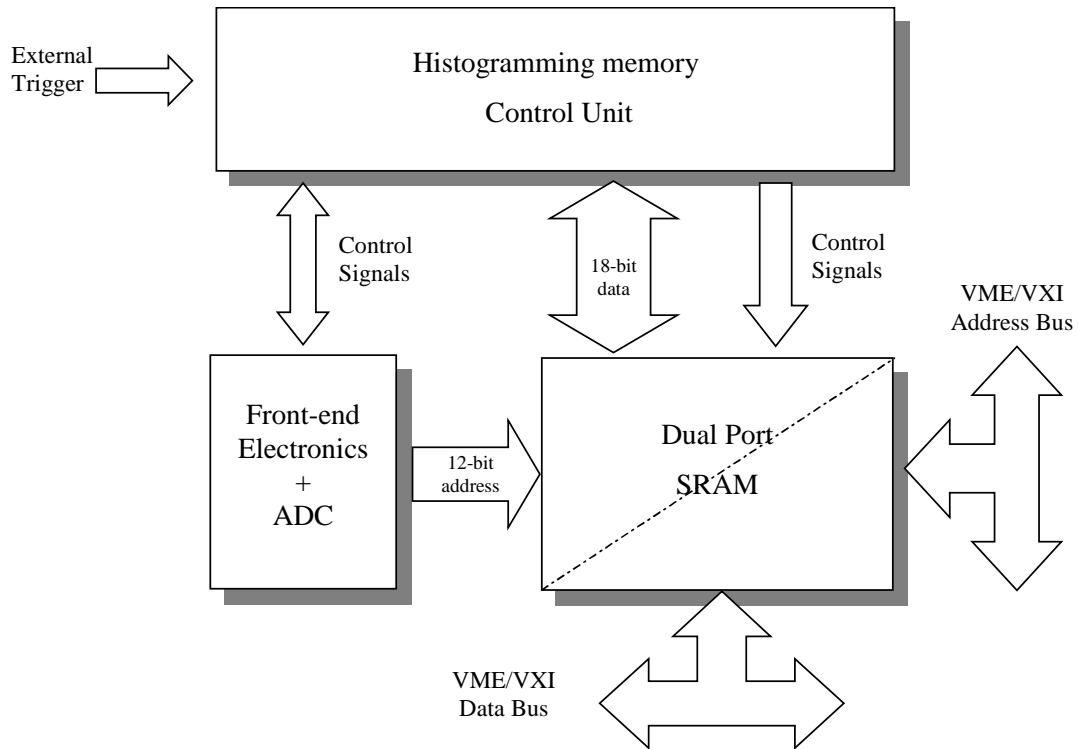 External
Trigger
Histogramming memory
Control Unit
Control
Signals
18-bit
data
Control
Signals
VME/VXI
Address Bus
Front-end
Electronics
+
ADC
12-bit
address
Dual Port
SRAM
VME/VXI
Data Bus